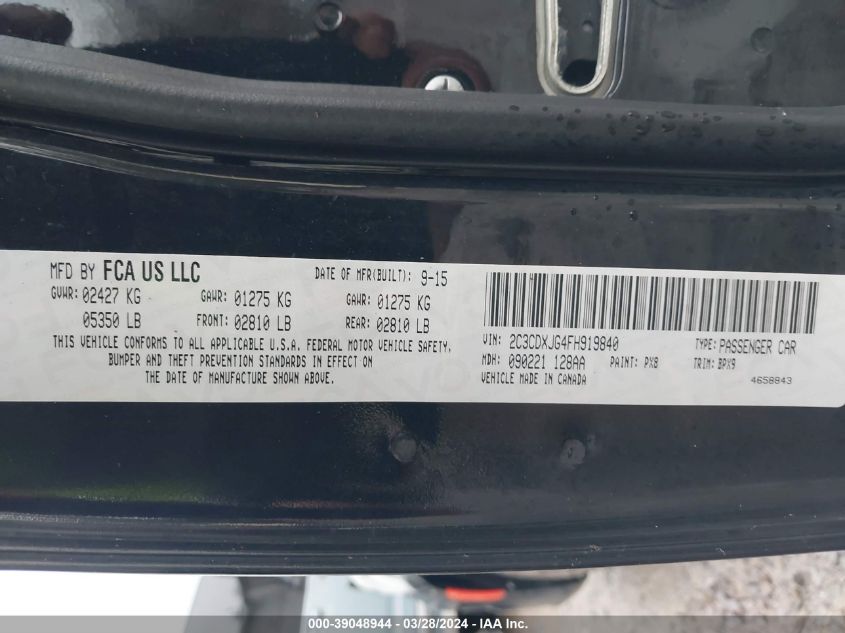 MFD BY FCA US LLC DATE OF MFR(BUILT): 9-15
GVWR: 02427 KG GAWR: 01275 KG GAWR: 01275 KG
05350 LB FRONT: 02810 LB REAR: 02810 LB
THIS VEHICLE CONFORMS TO ALL APPLICABLE U.S.A. FEDERAL MOTOR VEHICLE SAFETY,
BUMPER AND THEFT PREVENTION STANDARDS IN EFFECT ON
THE DATE OF MANUFACTURE SHOWN ABOVE.
VIN: 2C3CDXJG4FH919840 TYPE: PASSENGER CAR
MDH: 090221 128AA PAINT: PX8 TRIM: BPX9
VEHICLE MADE IN CANADA 4658843
000-39048944 - 03/28/2024 - IAA Inc.